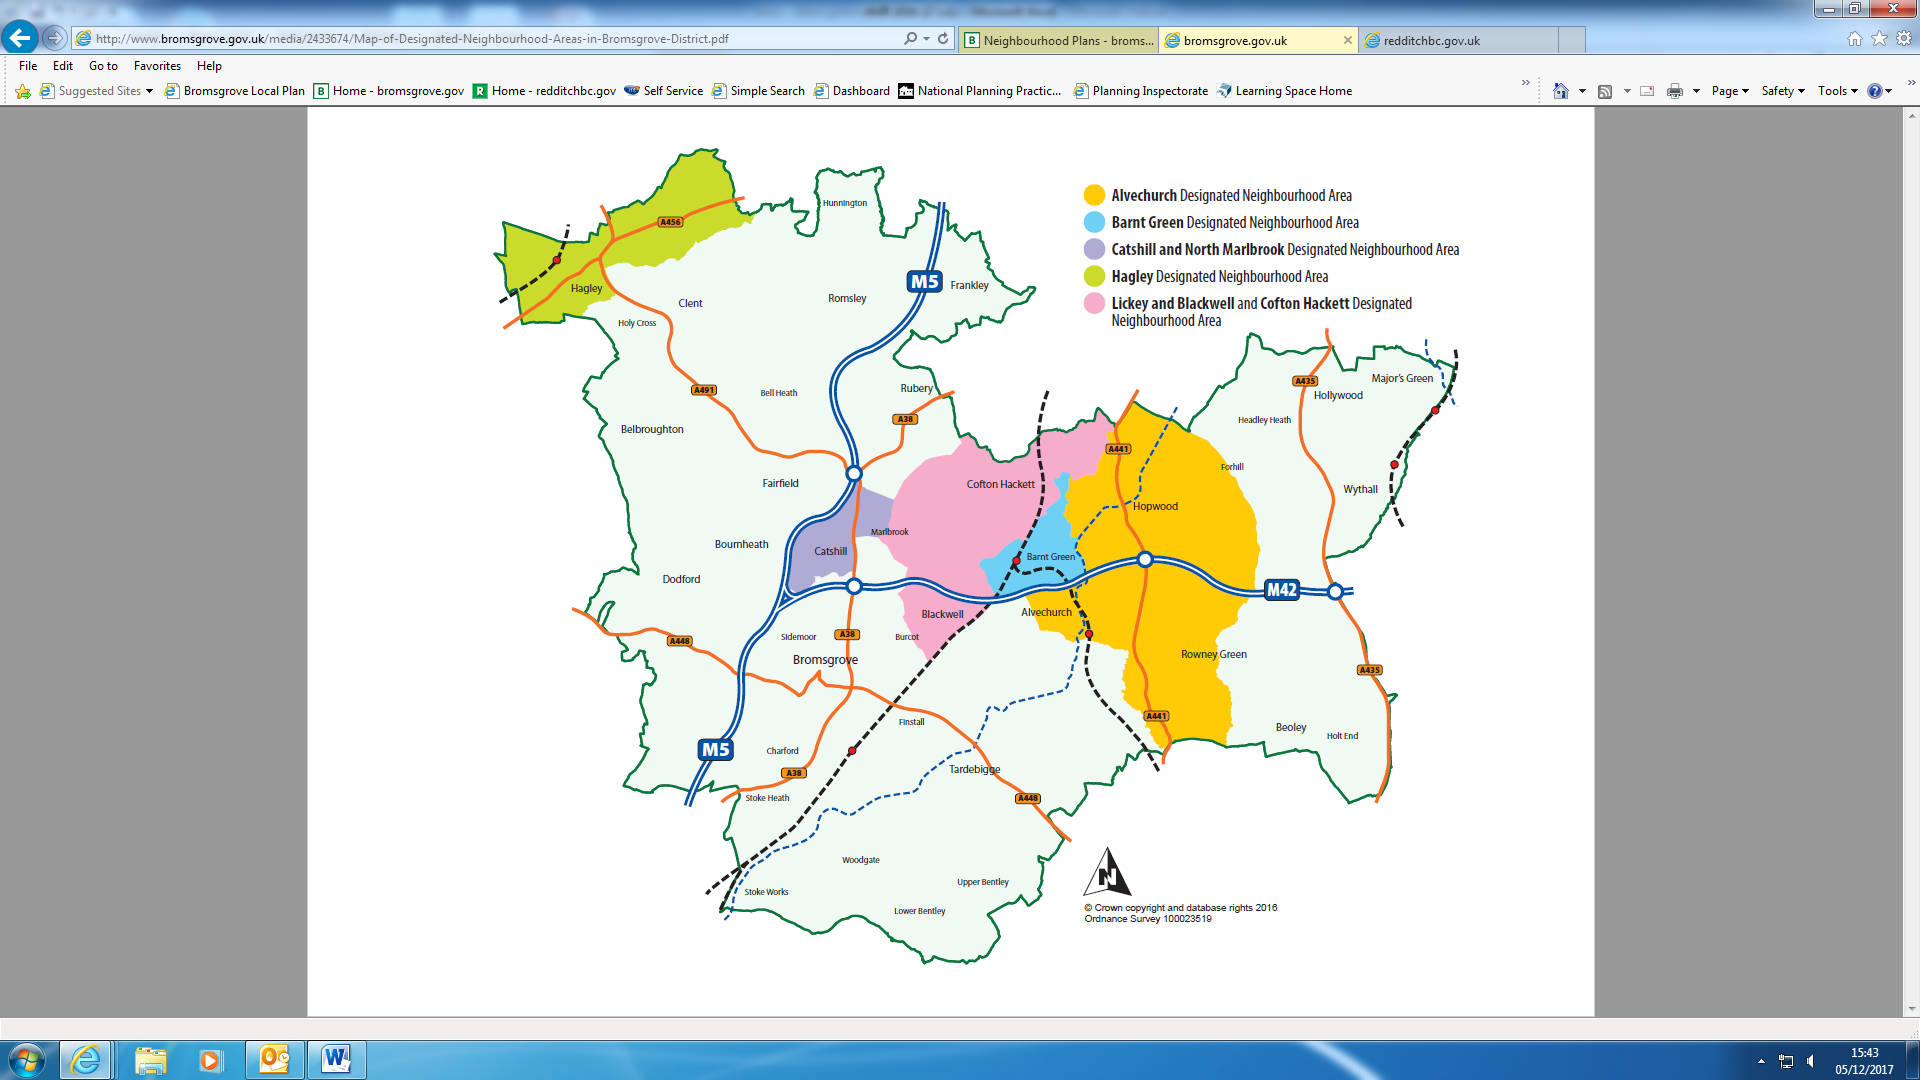 http://www.bromsgrove.gov.uk/media/2433674/Map-of-Designated-Neighbourhood-Areas-in-Bromsgrove-District.pdf
Neighbourhood Plans - broms...
bromsgrove.gov.uk
redditchbc.gov.uk
File Edit Go to Favorites Help
Suggested Sites
Bromsgrove Local Plan
Home - bromsgrove.gov
Home - redditchbc.gov
Self Service
Simple Search
Dashboard
National Planning Practic...
Planning Inspectorate
Learning Space Home
Page Safety Tools
Alvechurch Designated Neighbourhood Area
Barnt Green Designated Neighbourhood Area
Catshill and North Marlbrook Designated Neighbourhood Area
Hagley Designated Neighbourhood Area
Lickey and Blackwell and Cofton Hackett Designated
Neighbourhood Area
Hunnington
A456
M5
Frankley
Hagley
Clent
Romsley
Holy Cross
A491
Bell Heath
Rubery
A38
Belbroughton
A435
Major's Green
Hollywood
Headley Heath
A441
Forhill
Fairfield
Cofton Hackett
Wythall
Hopwood
Marlbrook
Bournheath
Catshill
Barnt Green
Dodford
M42
Blackwell
Alvechurch
Sidemoor
A38
Burcot
A448
Bromsgrove
Rowney Green
A435
Finstall
A441
Beoley
Holt End
M5
Charford
A38
Tardebigge
Stoke Heath
A448
Woodgate
Upper Bentley
Stoke Works
Lower Bentley
N
© Crown copyright and database rights 2016
Ordnance Survey 100023519
15:43
05/12/2017